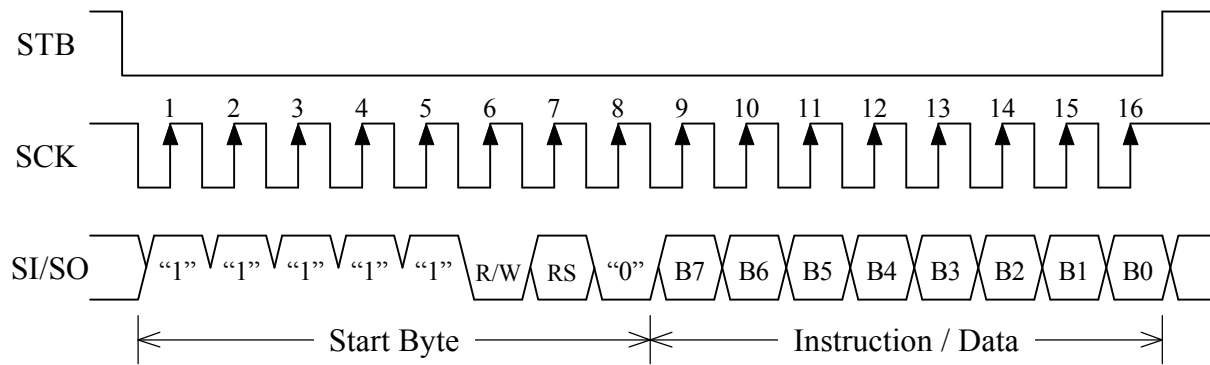 STB
1 2 3 4 5 6 7 8 9 10 11 12 13 14 15 16
SCK
SI/SO “1” “1” “1” “1” “1” R/W RS “0” B7 B6 B5 B4 B3 B2 B1 B0
Start Byte Instruction / Data